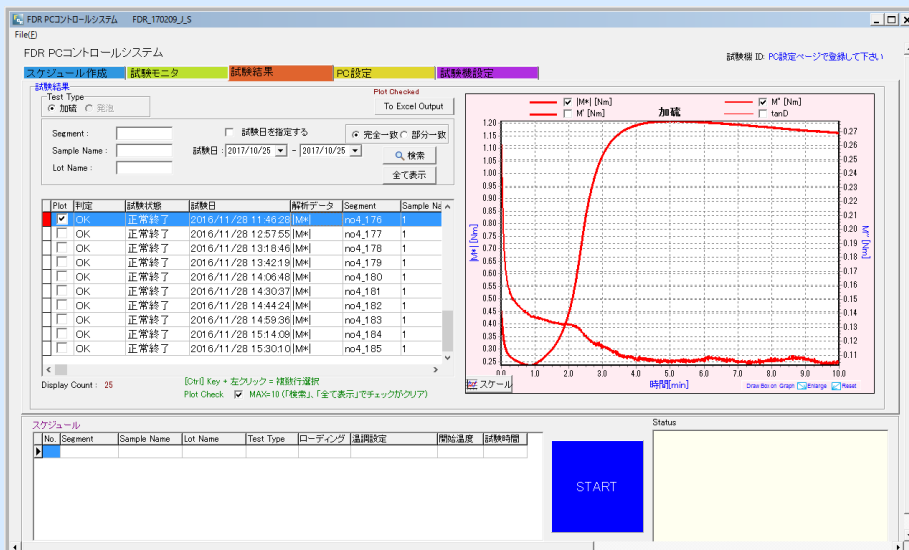 FDR PCコントロールシステム FDR_170209_J_S
File(F)
FDR PCコントロールシステム
試験機 ID: PC設定ページで登録して下さい
スケジュール作成 試験モニタ 試験結果 PC設定 試験機設定
試験結果
Test Type
加硫 発泡
Plot Checked
To Excel Output
Segment :
Sample Name :
Lot Name :
試験日を指定する
完全一致 部分一致
試験日 : 2017/10/25 - 2017/10/25
検索
全て表示
Plot 判定 試験状態 試験日 解析データ Segment Sample Na
OK 正常終了 2016/11/28 11:46:28 |M*| no4_176 1
OK 正常終了 2016/11/28 12:57:55 |M*| no4_177 1
OK 正常終了 2016/11/28 13:18:46 |M*| no4_178 1
OK 正常終了 2016/11/28 13:42:19 |M*| no4_179 1
OK 正常終了 2016/11/28 14:06:48 |M*| no4_180 1
OK 正常終了 2016/11/28 14:30:37 |M*| no4_181 1
OK 正常終了 2016/11/28 14:44:24 |M*| no4_182 1
OK 正常終了 2016/11/28 14:59:36 |M*| no4_183 1
OK 正常終了 2016/11/28 15:14:09 |M*| no4_184 1
OK 正常終了 2016/11/28 15:30:10 |M*| no4_185 1
Display Count : 25
[Ctrl] Key + 左クリック = 複数行選択
Plot Check MAX=10 (「検索」、「全て表示」でチェックがクリア)
|M*| [Nm]
M' [Nm]
加硫
M" [Nm]
tanD
1.20
1.15
1.10
1.05
1.00
0.95
0.90
0.85
0.80
0.75
0.70
0.65
0.60
0.55
0.50
0.45
0.40
0.35
0.30
0.25
|M*| [Nm]
0.27
0.26
0.25
0.24
0.23
0.22
0.21
0.20
0.19
0.18
0.17
0.16
0.15
0.14
0.13
0.12
0.11
M" [Nm]
0.0 1.0 2.0 3.0 4.0 5.0 6.0 7.0 8.0 9.0 10.0
スケール
時間[min]
Draw Box on Graph Enlarge Reset
スケジュール
No. Segment Sample Name Lot Name Test Type ローディング 温調設定 開始温度 試験時間
START
Status